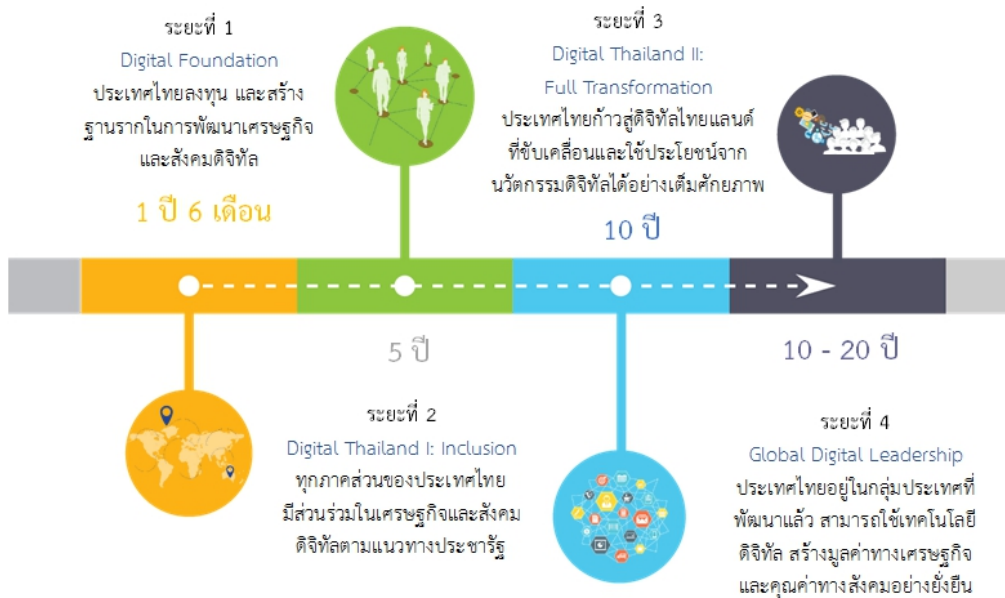 ระยะที่ 1
Digital Foundation
ประเทศไทยลงทุน และสร้าง
ฐานรากในการพัฒนาเศรษฐกิจ
และสังคมดิจิทัล
1 ปี 6 เดือน
5 ปี
ระยะที่ 2
Digital Thailand I: Inclusion
ทุกภาคส่วนของประเทศไทย
มีส่วนร่วมในเศรษฐกิจและสังคม
ดิจิทัลตามแนวทางประชารัฐ
ระยะที่ 3
Digital Thailand II:
Full Transformation
ประเทศไทยก้าวสู่ดิจิทัลไทยแลนด์
ที่ขับเคลื่อนและใช้ประโยชน์จาก
นวัตกรรมดิจิทัลได้อย่างเต็มศักยภาพ
10 ปี
10 - 20 ปี
ระยะที่ 4
Global Digital Leadership
ประเทศไทยอยู่ในกลุ่มประเทศที่
พัฒนาแล้ว สามารถใช้เทคโนโลยี
ดิจิทัล สร้างมูลค่าทางเศรษฐกิจ
และคุณค่าทางสังคมอย่างยั่งยืน